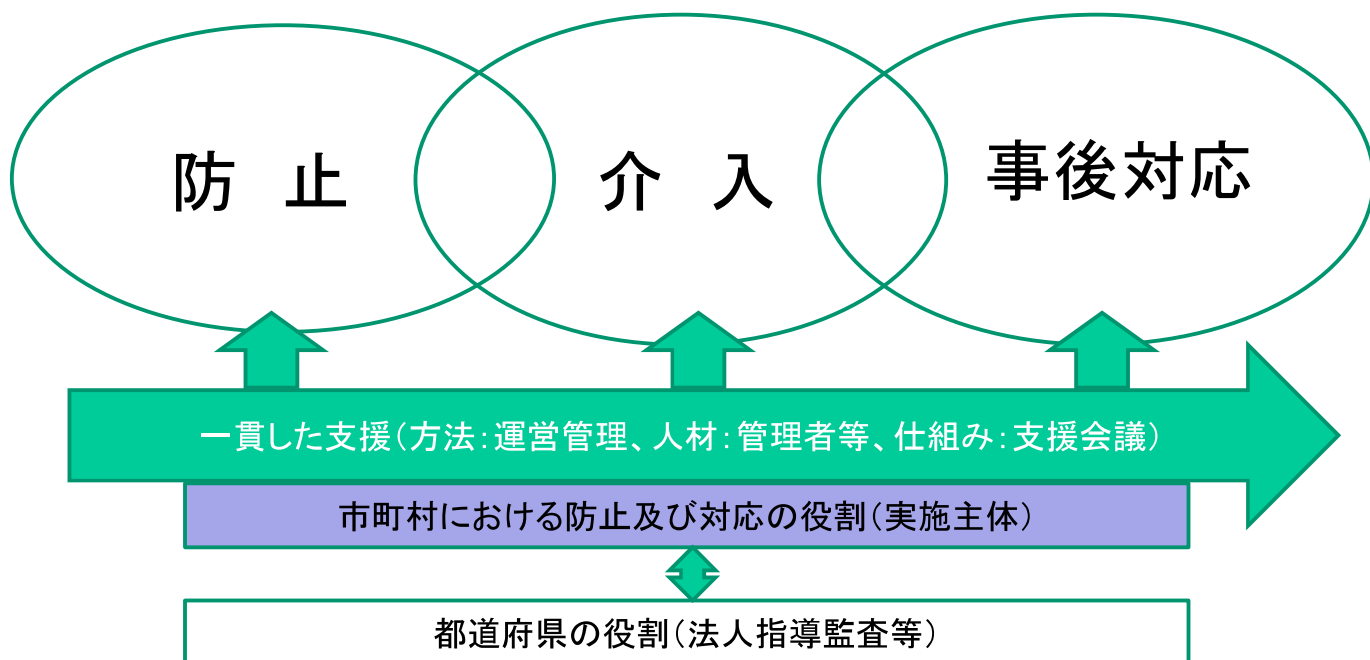 防　止
介　入
事後対応
一貫した支援（方法：運営管理、人材：管理者等、仕組み：支援会議）
市町村における防止及び対応の役割（実施主体）
都道府県の役割（法人指導監査等）